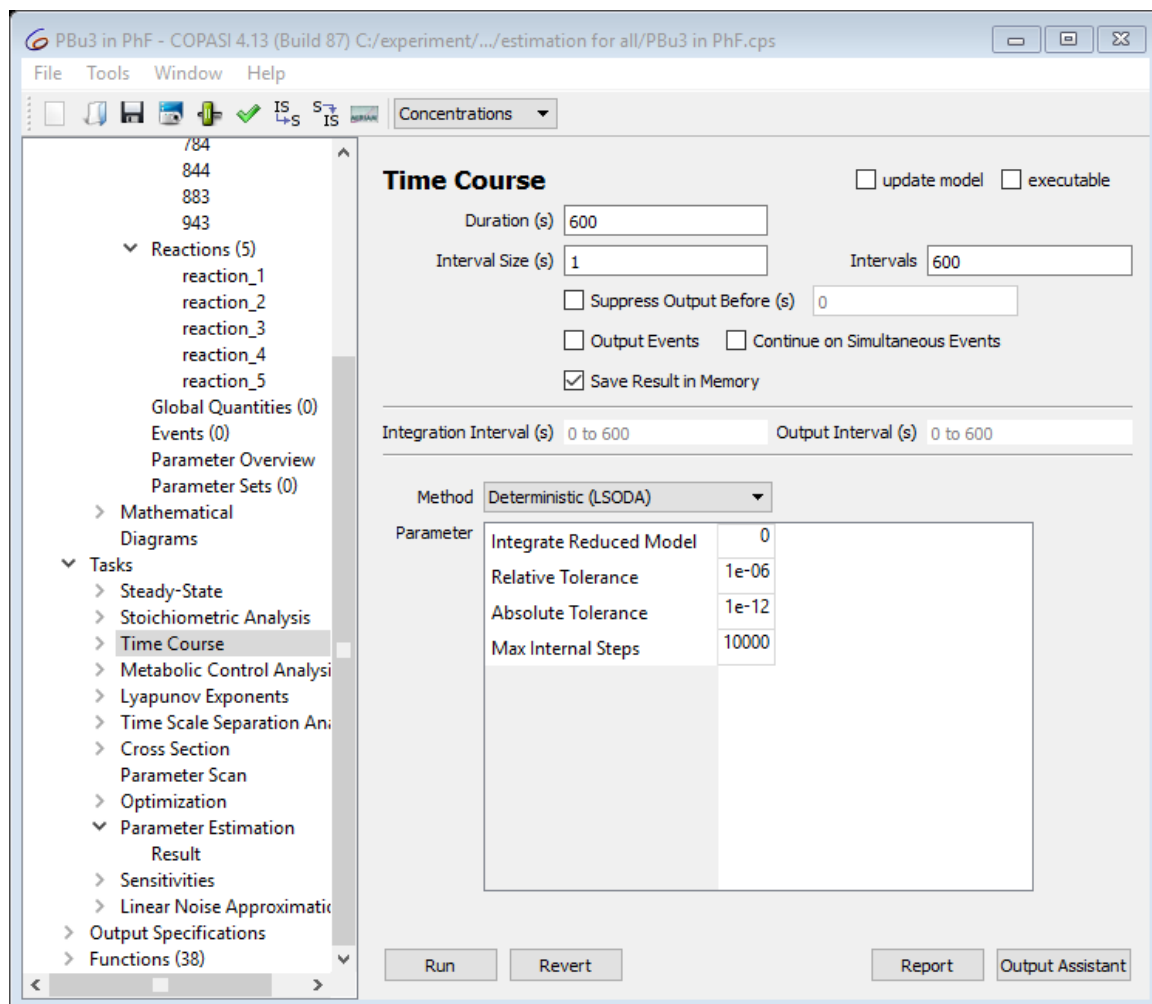 PBu3 in PhF - COPASI 4.13 (Build 87) C:/experiment/.../estimation for all/PBu3 in PhF.cps
File Tools Window Help
IS S S IS Concentrations
784
844
883
943
Reactions (5)
reaction_1
reaction_2
reaction_3
reaction_4
reaction_5
Global Quantities (0)
Events (0)
Parameter Overview
Parameter Sets (0)
Mathematical
Diagrams
Tasks
Steady-State
Stoichiometric Analysis
Time Course
Metabolic Control Analysi
Lyapunov Exponents
Time Scale Separation Ana
Cross Section
Parameter Scan
Optimization
Parameter Estimation
Result
Sensitivities
Linear Noise Approximatio
Output Specifications
Functions (38)
Time Course
update model executable
Duration (s) 600
Interval Size (s) 1 Intervals 600
Suppress Output Before (s) 0
Output Events Continue on Simultaneous Events
Save Result in Memory
Integration Interval (s) 0 to 600 Output Interval (s) 0 to 600
Method Deterministic (LSODA)
Parameter
Integrate Reduced Model 0
Relative Tolerance 1e-06
Absolute Tolerance 1e-12
Max Internal Steps 10000
Run Revert Report Output Assistant